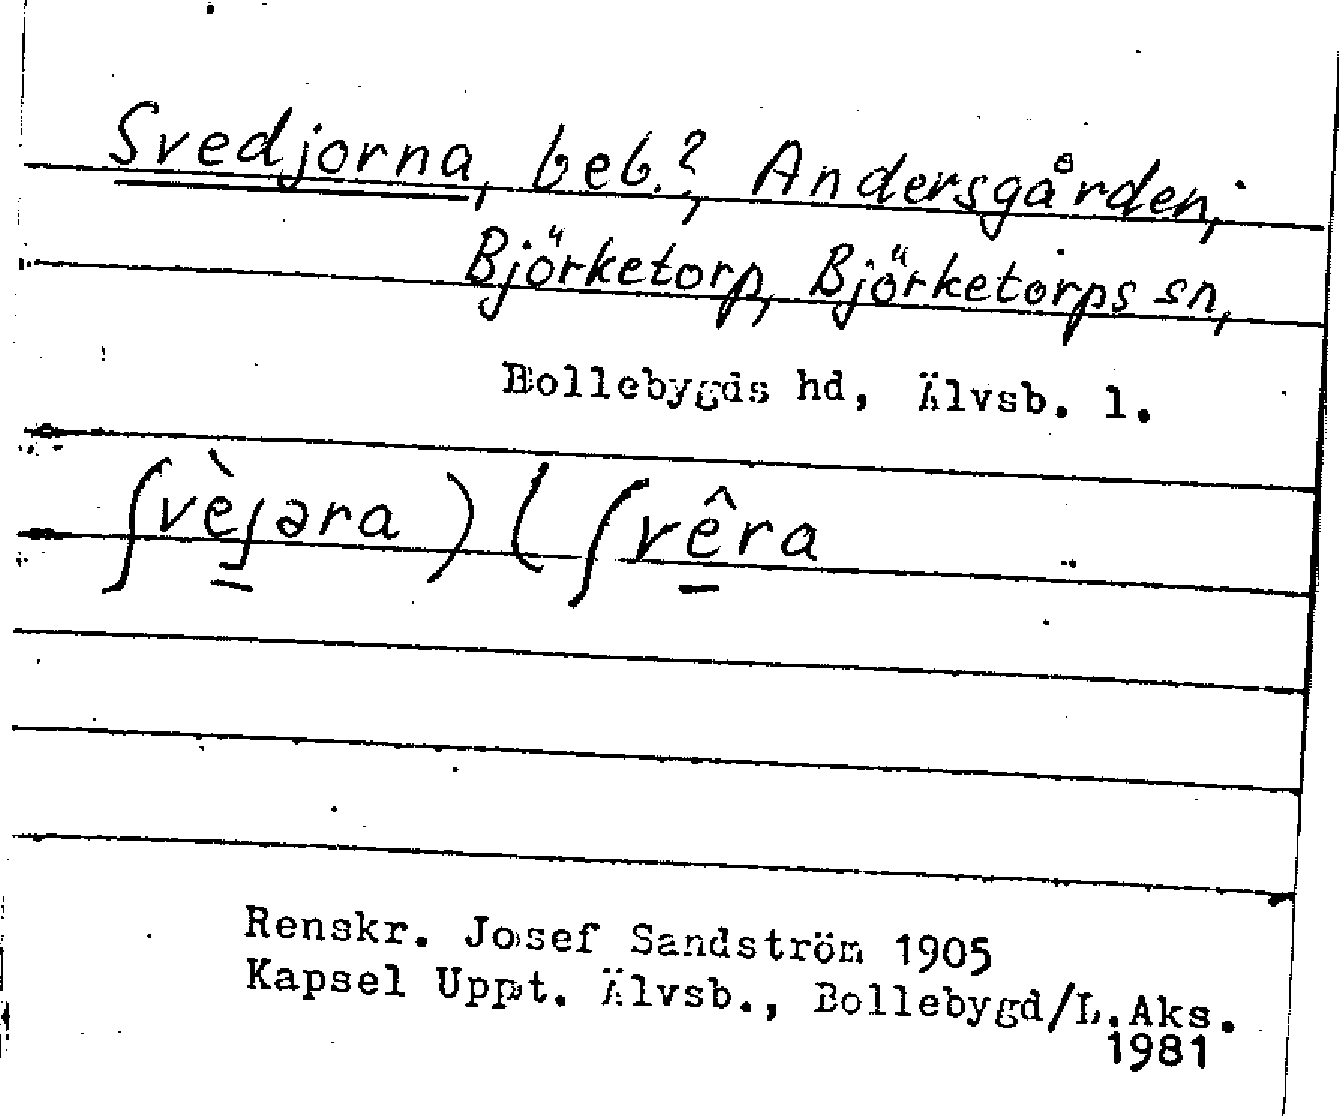 Svedjorna, beb.?, Andersgården,
Björketorp, Björketorps sn,
Bollebygds hd, Älvsb. l.
ʃvèɟəra ) ( ʃvêra
Renskr. Josef Sandström 1905
Kapsel Uppt. Älvsb., Bollebygd/L.Aks.
1981